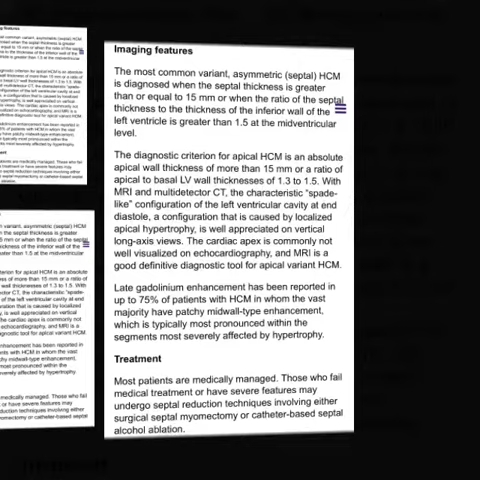 Imaging features
The most common variant, asymmetric (septal) HCM
is diagnosed when the septal thickness is greater
than or equal to 15 mm or when the ratio of the septal
thickness to the thickness of the inferior wall of the
left ventricle is greater than 1.5 at the midventricular
level.
The diagnostic criterion for apical HCM is an absolute
apical wall thickness of more than 15 mm or a ratio of
apical to basal LV wall thicknesses of 1.3 to 1.5. With
MRI and multidetector CT, the characteristic "spade-
like" configuration of the left ventricular cavity at end
diastole, a configuration that is caused by localized
apical hypertrophy, is well appreciated on vertical
long-axis views. The cardiac apex is commonly not
well visualized on echocardiography, and MRI is a
good definitive diagnostic tool for apical variant HCM.
Late gadolinium enhancement has been reported in
up to 75% of patients with HCM in whom the vast
majority have patchy midwall-type enhancement,
which is typically most pronounced within the
segments most severely affected by hypertrophy.
Treatment
Most patients are medically managed. Those who fail
medical treatment or have severe features may
undergo septal reduction techniques involving either
surgical septal myomectomy or catheter-based septal
alcohol ablation.